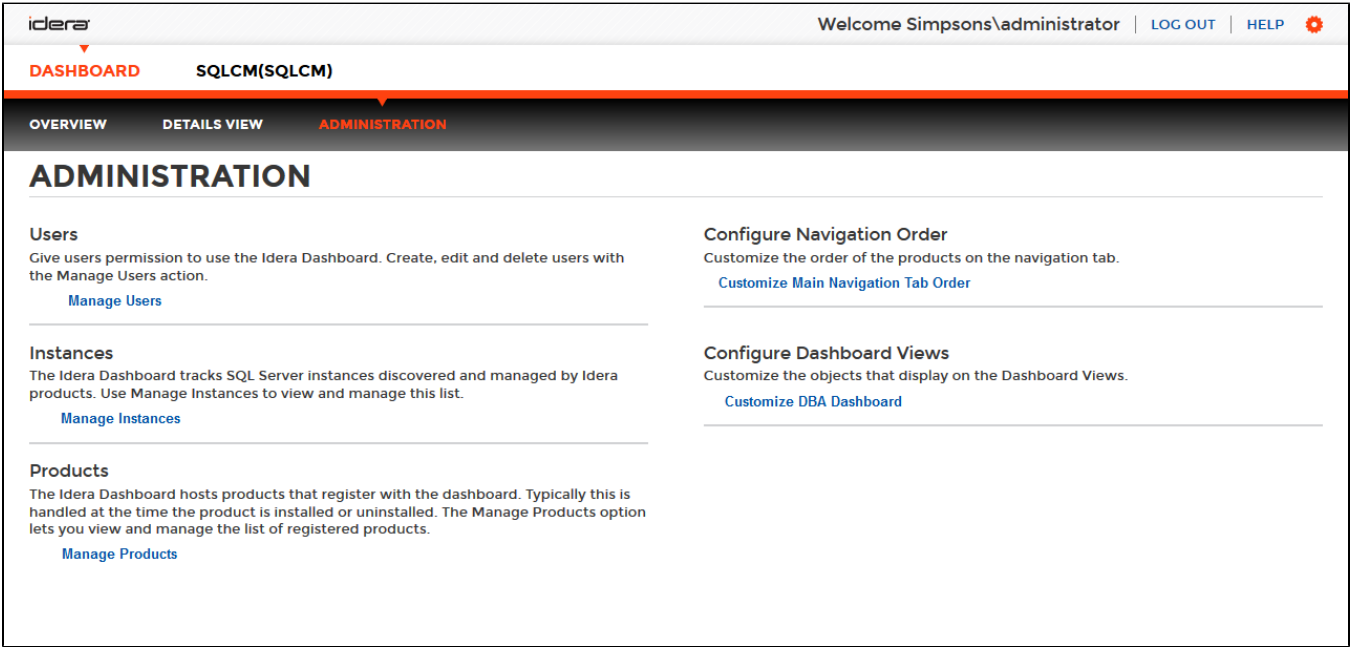 idera
Welcome Simpsons\administrator
LOG OUT
HELP
DASHBOARD
SQLCM(SQLCM)
OVERVIEW
DETAILS VIEW
ADMINISTRATION
ADMINISTRATION
Users
Give users permission to use the Idera Dashboard. Create, edit and delete users with
the Manage Users action.
Manage Users
Instances
The Idera Dashboard tracks SQL Server instances discovered and managed by Idera
products. Use Manage Instances to view and manage this list.
Manage Instances
Products
The Idera Dashboard hosts products that register with the dashboard. Typically this is
handled at the time the product is installed or uninstalled. The Manage Products option
lets you view and manage the list of registered products.
Manage Products
Configure Navigation Order
Customize the order of the products on the navigation tab.
Customize Main Navigation Tab Order
Configure Dashboard Views
Customize the objects that display on the Dashboard Views.
Customize DBA Dashboard